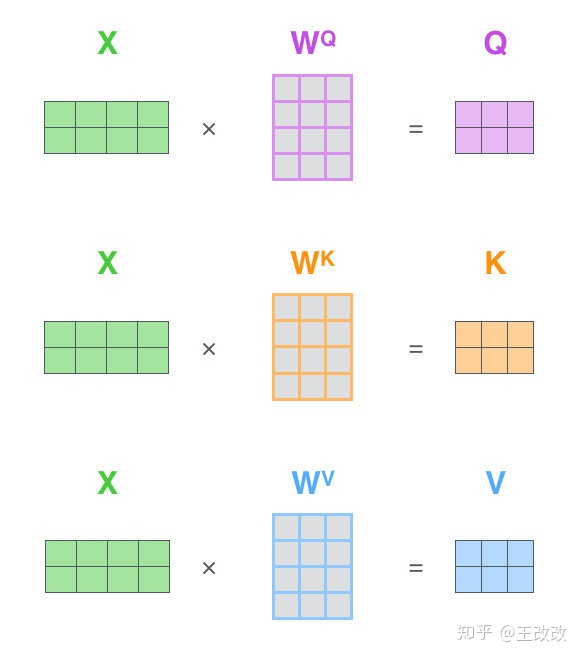 X W^Q Q
× =
X W^K K
× =
X W^V V
× =
知乎 @王改改